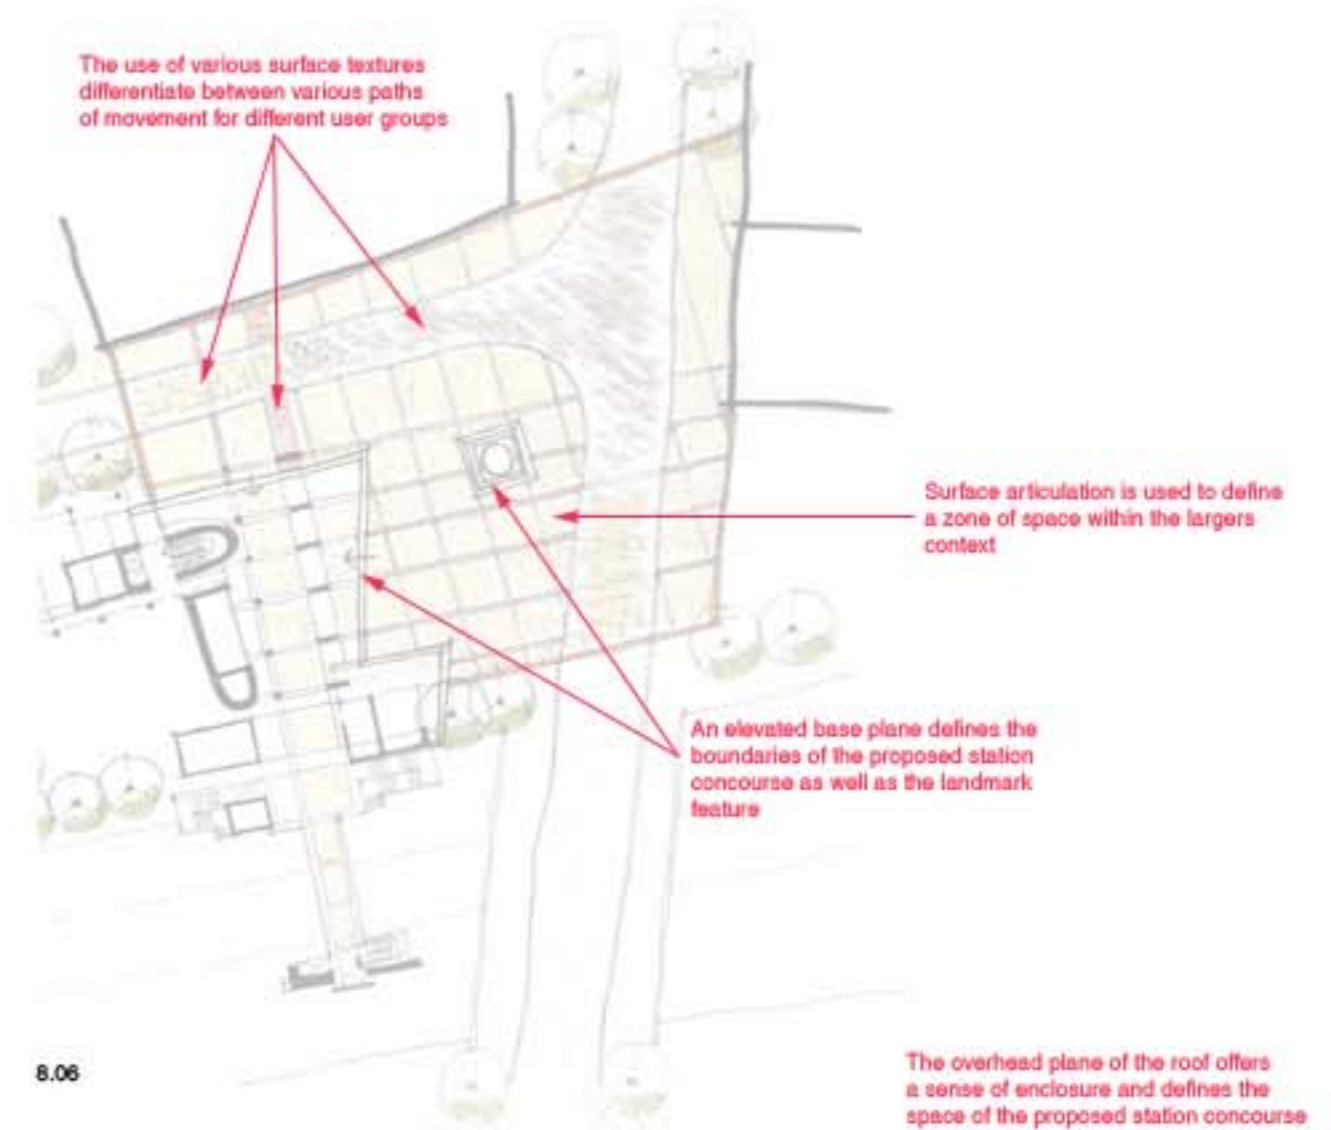 The use of various surface textures
differentiate between various paths
of movement for different user groups
Surface articulation is used to define
a zone of space within the largers
context
An elevated base plane defines the
boundaries of the proposed station
concourse as well as the landmark
feature
8.06
The overhead plane of the roof offers
a sense of enclosure and defines the
space of the proposed station concourse